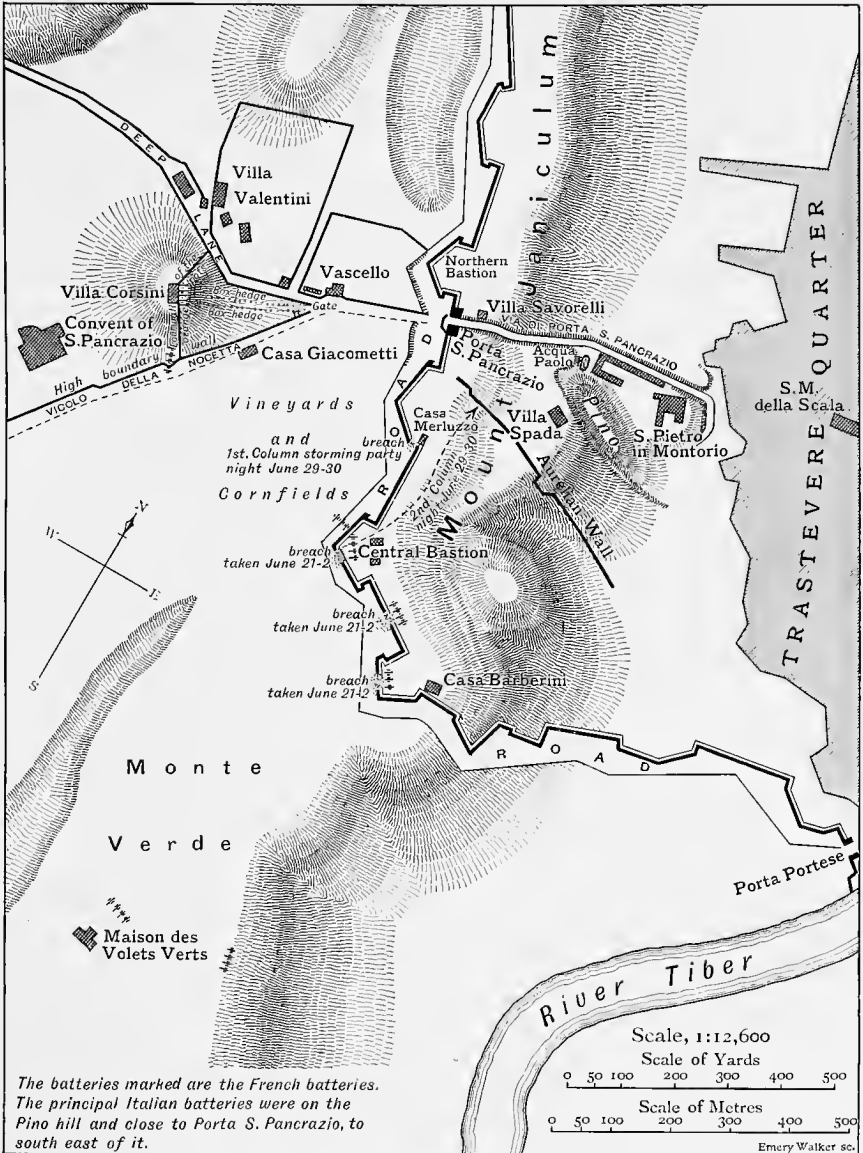 Mount Janiculum
DEEP LANE
Villa
Valentini
Northern
Bastion
Vascello
Villa Corsini
box hedge
box hedge
Gate
Convent of
S. Pancrazio
High boundary wall
VICOLO DELLA NOCETTA
Casa Giacometti
Villa Savorelli
VIA DI PORTA S. PANCRAZIO
Porta
S. Pancrazio
Acqua
Paolo
Pino
S. Pietro
in Montorio
Villa
Spada
S.M.
della Scala
TRASTEVERE QUARTER
Vineyards
and
Cornfields
Casa
Merluzzo
breach
1st. Column storming party
night June 29-30
2nd. Column
night June 29-30
Aurelian Wall
ROAD
Central Bastion
breach
taken June 21-2
breach
taken June 21-2
breach
taken June 21-2
Casa Barberini
ROAD
N
W
E
S
Monte
Verde
Maison des
Volets Verts
Porta Portese
River Tiber
Scale, 1:12,600
Scale of Yards
0 50 100 200 300 400 500
Scale of Metres
0 50 100 200 300 400 500
The batteries marked are the French batteries.
The principal Italian batteries were on the
Pino hill and close to Porta S. Pancrazio, to
south east of it.
Emery Walker sc.